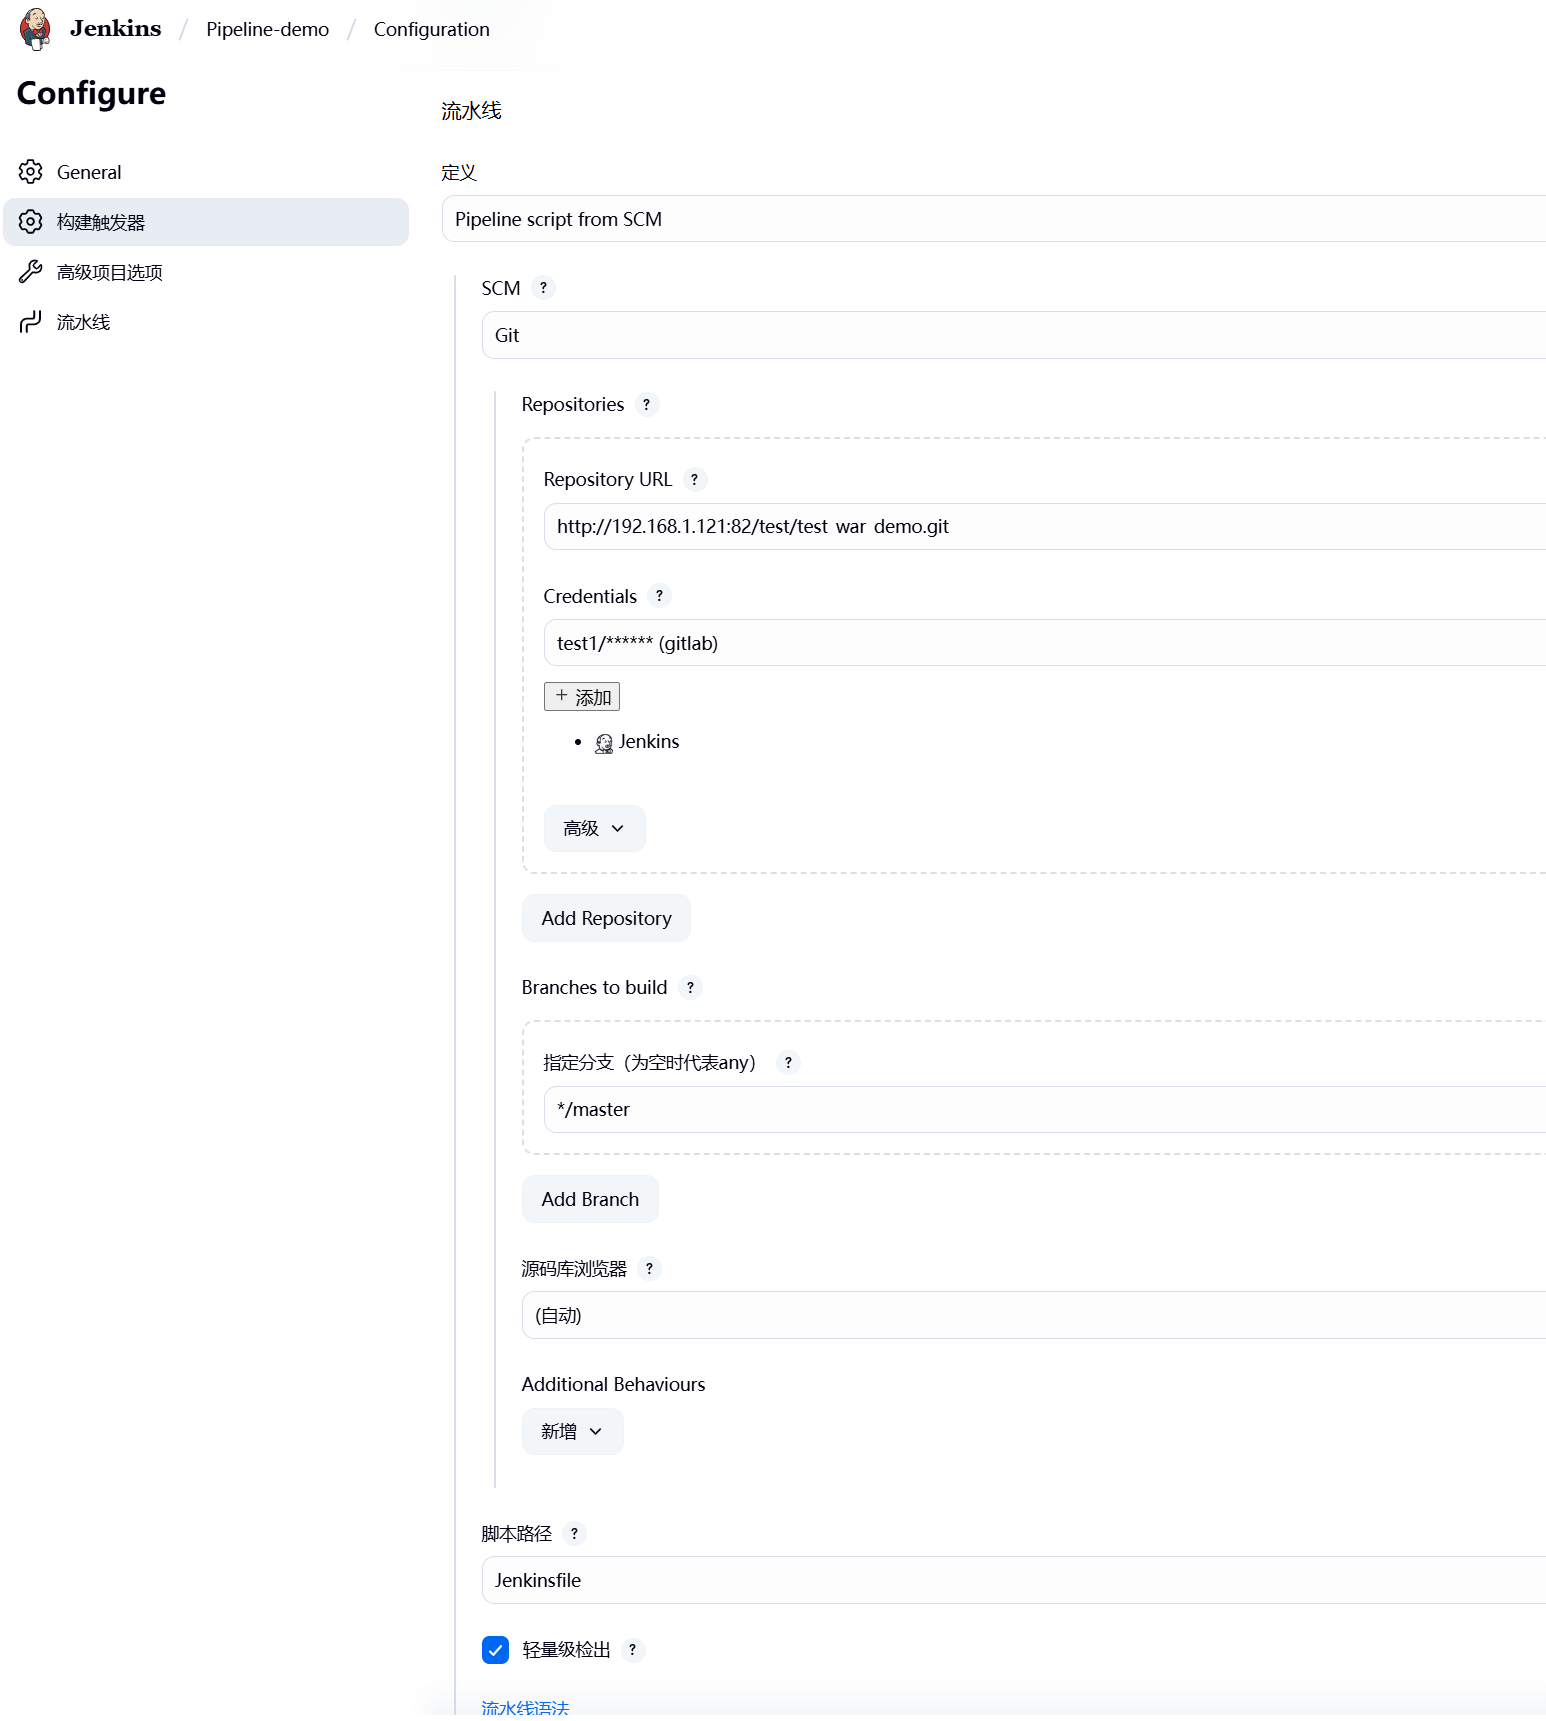 Jenkins / Pipeline-demo / Configuration
Configure
General
构建触发器
高级项目选项
流水线
流水线
定义
Pipeline script from SCM
SCM ?
Git
Repositories ?
Repository URL ?
http://192.168.1.121:82/test/test_war_demo.git
Credentials ?
test1/****** (gitlab)
+ 添加
• Jenkins
高级
Add Repository
Branches to build ?
指定分支（为空时代表any） ?
*/master
Add Branch
源码库浏览器 ?
(自动)
Additional Behaviours
新增
脚本路径 ?
Jenkinsfile
轻量级检出 ?
流水线语法